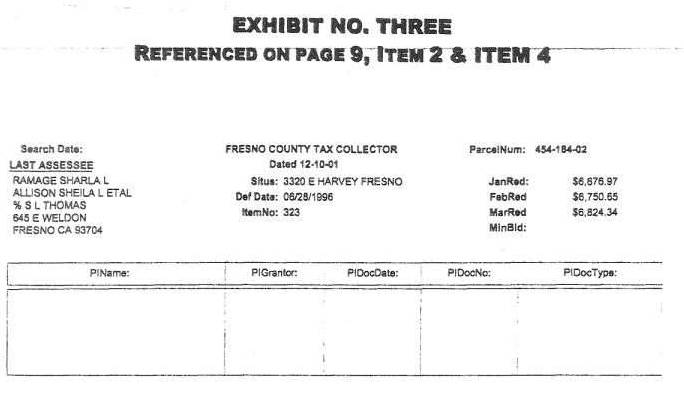 EXHIBIT NO. THREE
REFERENCED ON PAGE 9, ITEM 2 & ITEM 4
Search Date:
FRESNO COUNTY TAX COLLECTOR
ParcelNum: 454-184-02
LAST ASSESSEE
Dated 12-10-01
RAMAGE SHARLA L
Situs: 3320 E HARVEY FRESNO
JanRed: $6,676.97
ALLISON SHEILA L ETAL
Def Date: 06/28/1996
FebRed $6,750.65
% S L THOMAS
ItemNo: 323
MarRed $6,824.34
645 E WELDON
MinBid:
FRESNO CA 93704
PIName: PIGrantor: PIDocDate: PIDocNo: PIDocType: